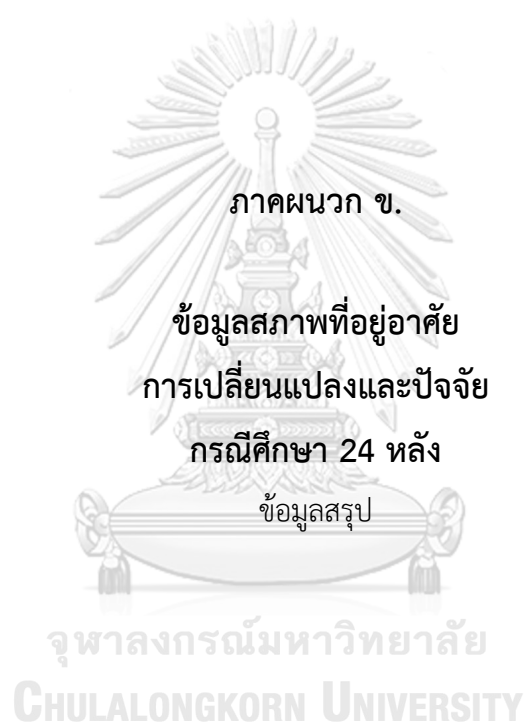 ภาคผนวก ข.
ข้อมูลสภาพที่อยู่อาศัย
การเปลี่ยนแปลงและปัจจัย
กรณีศึกษา 24 หลัง
ข้อมูลสรุป
จุฬาลงกรณ์มหาวิทยาลัย
CHULALONGKORN UNIVERSITY